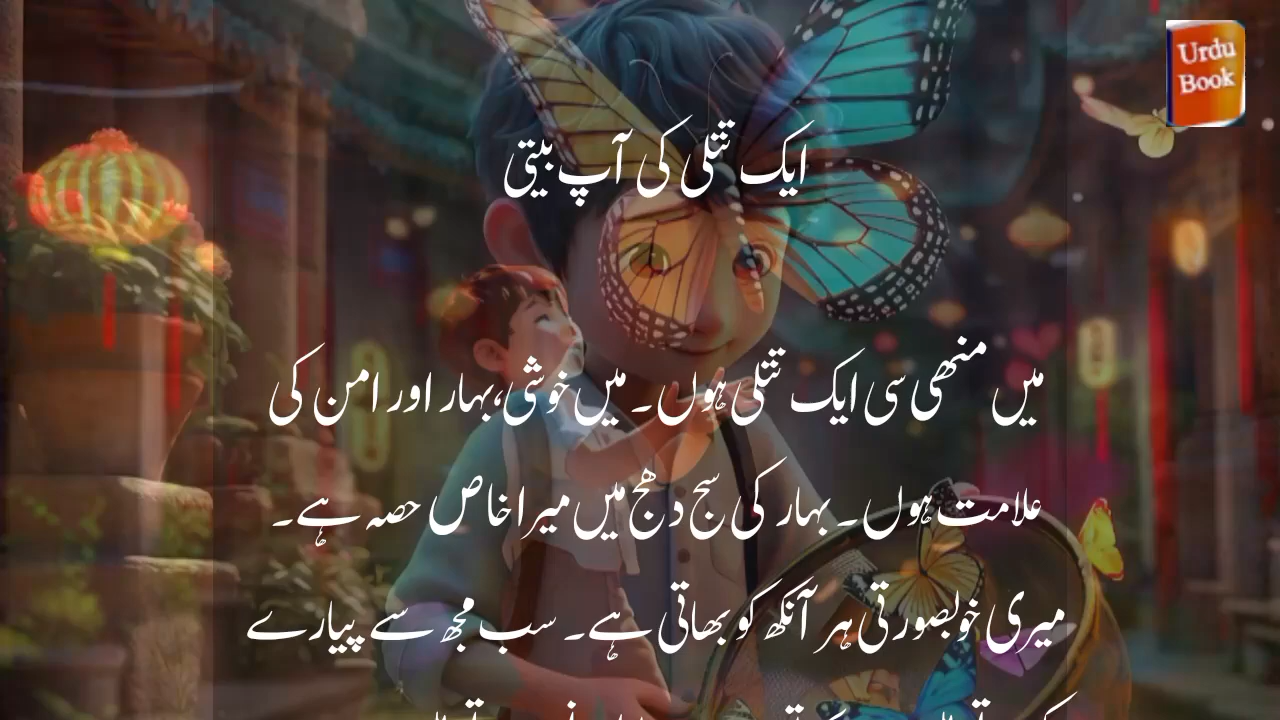 Urdu
Book
ایک تتلی کی آپ بیتی
میں منھی سی ایک تتلی ہوں۔ میں خوشی،بہار اور امن کی
علامت ہوں۔ بہار کی سج دھج میں میرا خاص حصہ ہے۔
میری خوبصورتی ہر آنکھ کو بھاتی ہے۔ سب مجھ سے پیارے